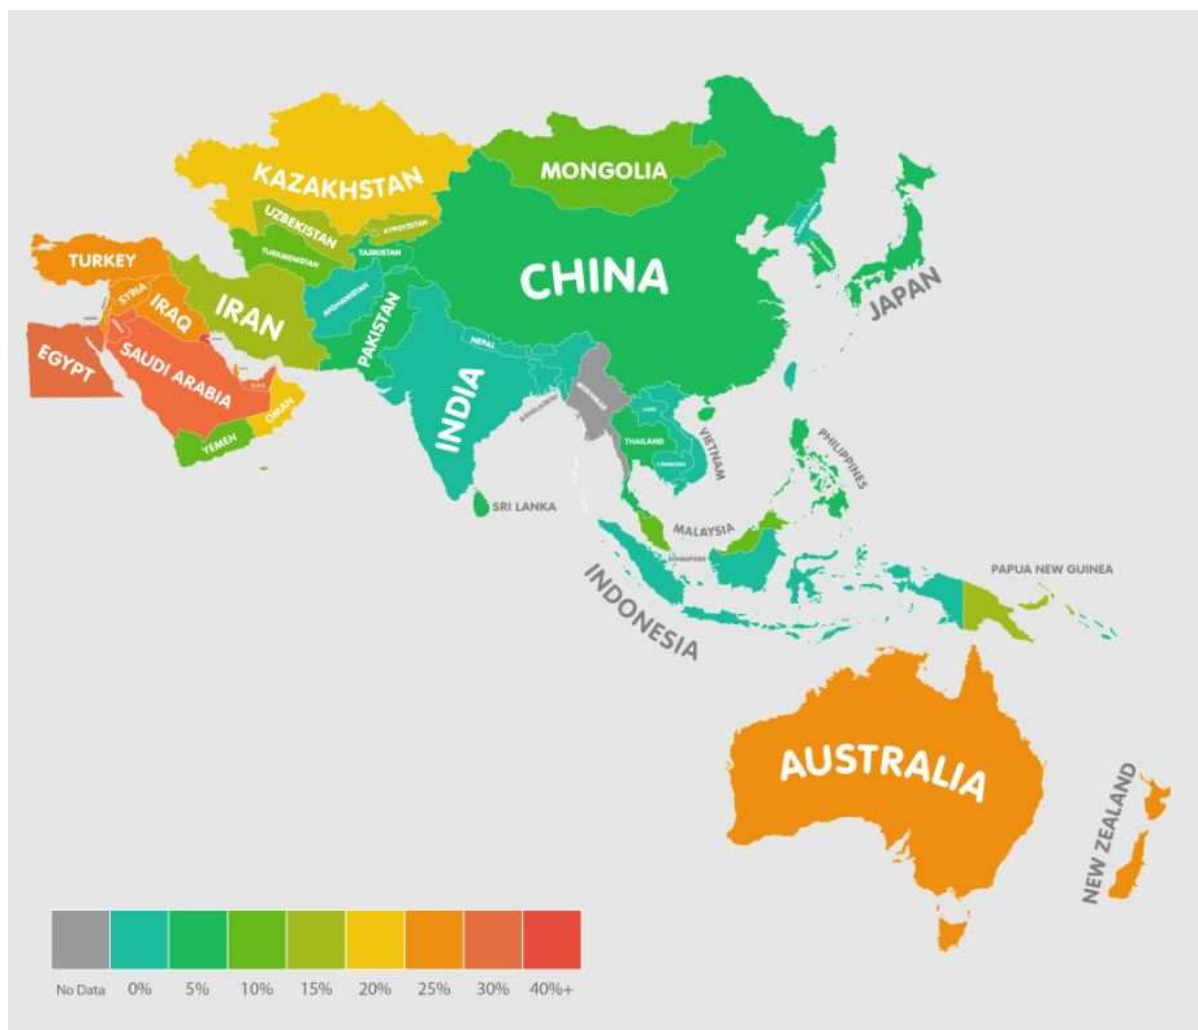 KAZAKHSTAN
MONGOLIA
UZBEKISTAN
KYRGYZSTAN
TURKMENISTAN
TAJIKISTAN
TURKEY
SYRIA
IRAQ
IRAN
AFGHANISTAN
PAKISTAN
CHINA
JAPAN
EGYPT
SAUDI ARABIA
OMAN
YEMEN
NEPAL
INDIA
BANGLADESH
MYANMAR
LAOS
THAILAND
VIETNAM
CAMBODIA
PHILIPPINES
SRI LANKA
MALAYSIA
SINGAPORE
INDONESIA
PAPUA NEW GUINEA
AUSTRALIA
NEW ZEALAND
No Data 0% 5% 10% 15% 20% 25% 30% 40%+